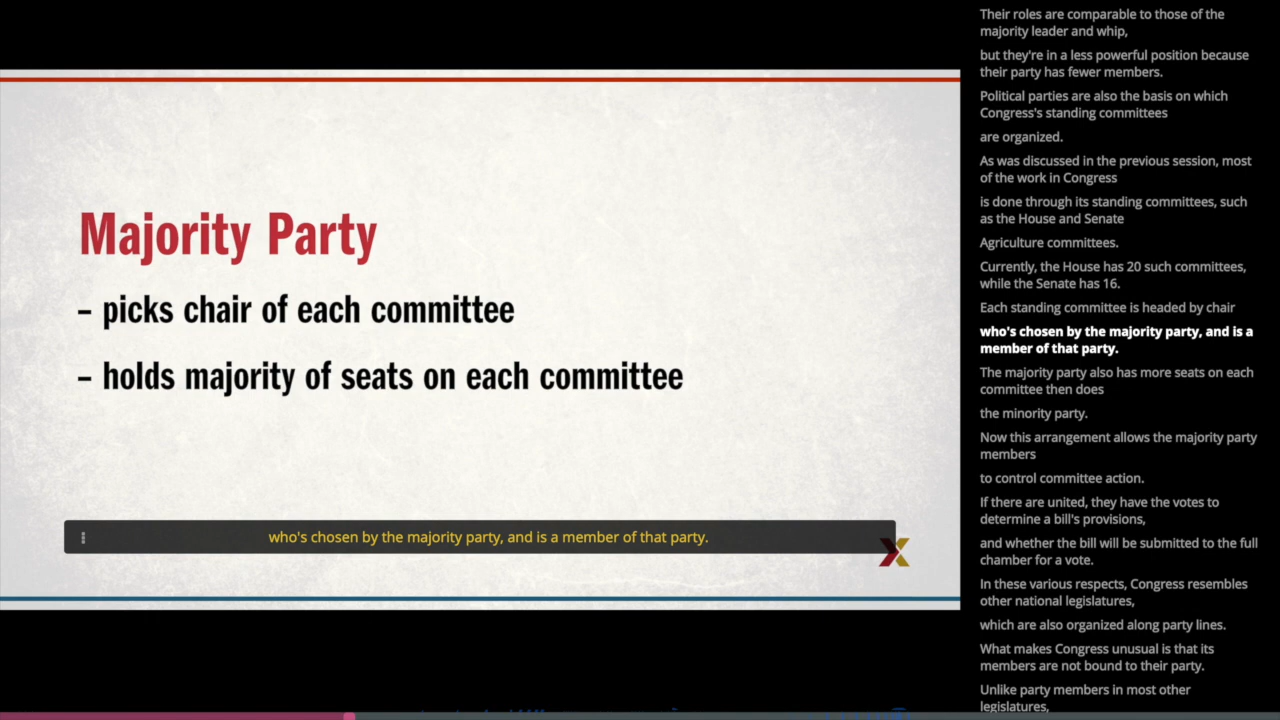 Majority Party
– picks chair of each committee
– holds majority of seats on each committee
who's chosen by the majority party, and is a member of that party.
Their roles are comparable to those of the
majority leader and whip,
but they're in a less powerful position because
their party has fewer members.
Political parties are also the basis on which
Congress's standing committees
are organized.
As was discussed in the previous session, most
of the work in Congress
is done through its standing committees, such
as the House and Senate
Agriculture committees.
Currently, the House has 20 such committees,
while the Senate has 16.
Each standing committee is headed by chair
who's chosen by the majority party, and is a
member of that party.
The majority party also has more seats on each
committee then does
the minority party.
Now this arrangement allows the majority party
members
to control committee action.
If there are united, they have the votes to
determine a bill's provisions,
and whether the bill will be submitted to the full
chamber for a vote.
In these various respects, Congress resembles
other national legislatures,
which are also organized along party lines.
What makes Congress unusual is that its
members are not bound to their party.
Unlike party members in most other
legislatures,